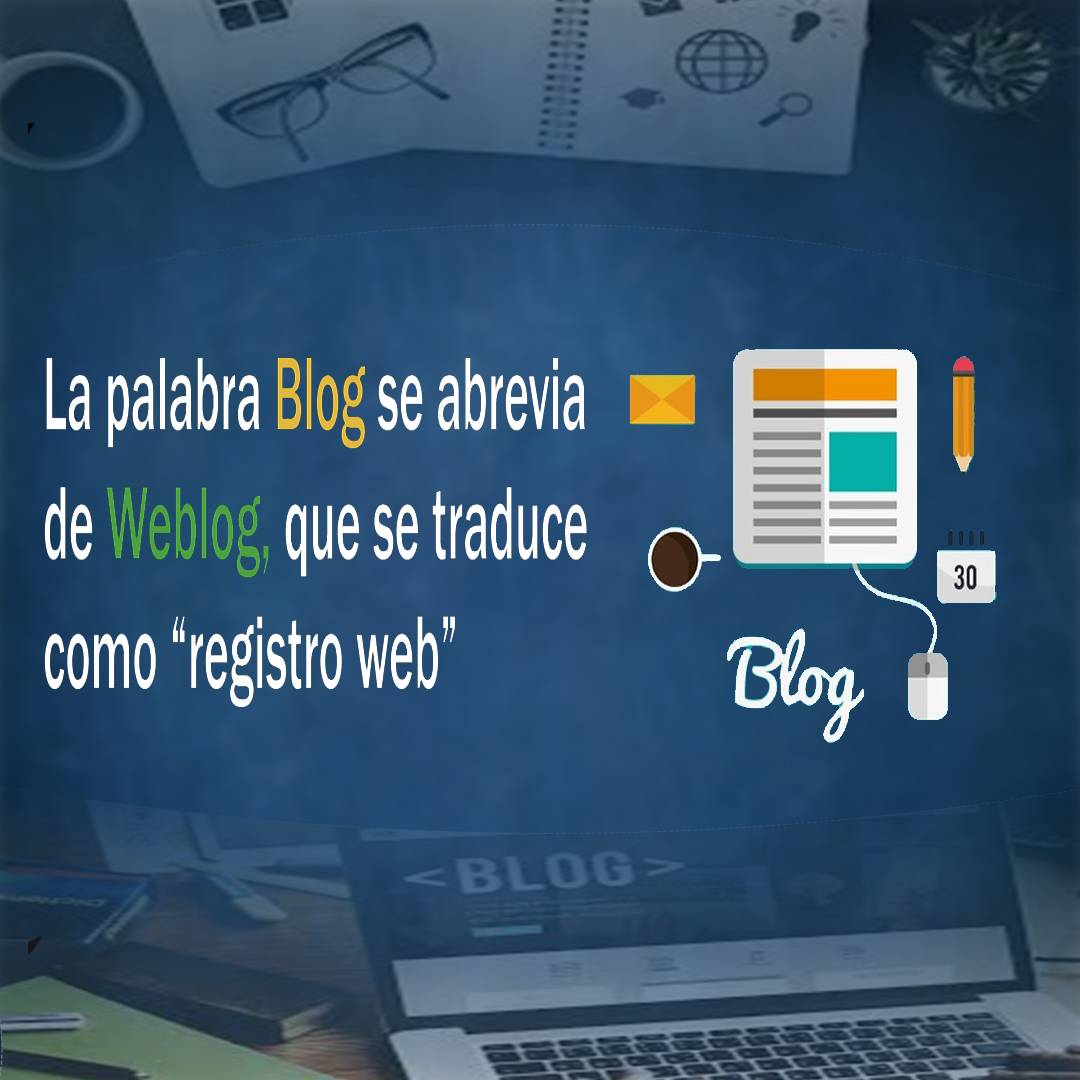 La palabra Blog se abrevia
de Weblog, que se traduce
como “registro web”
30
Blog
<BLOG>